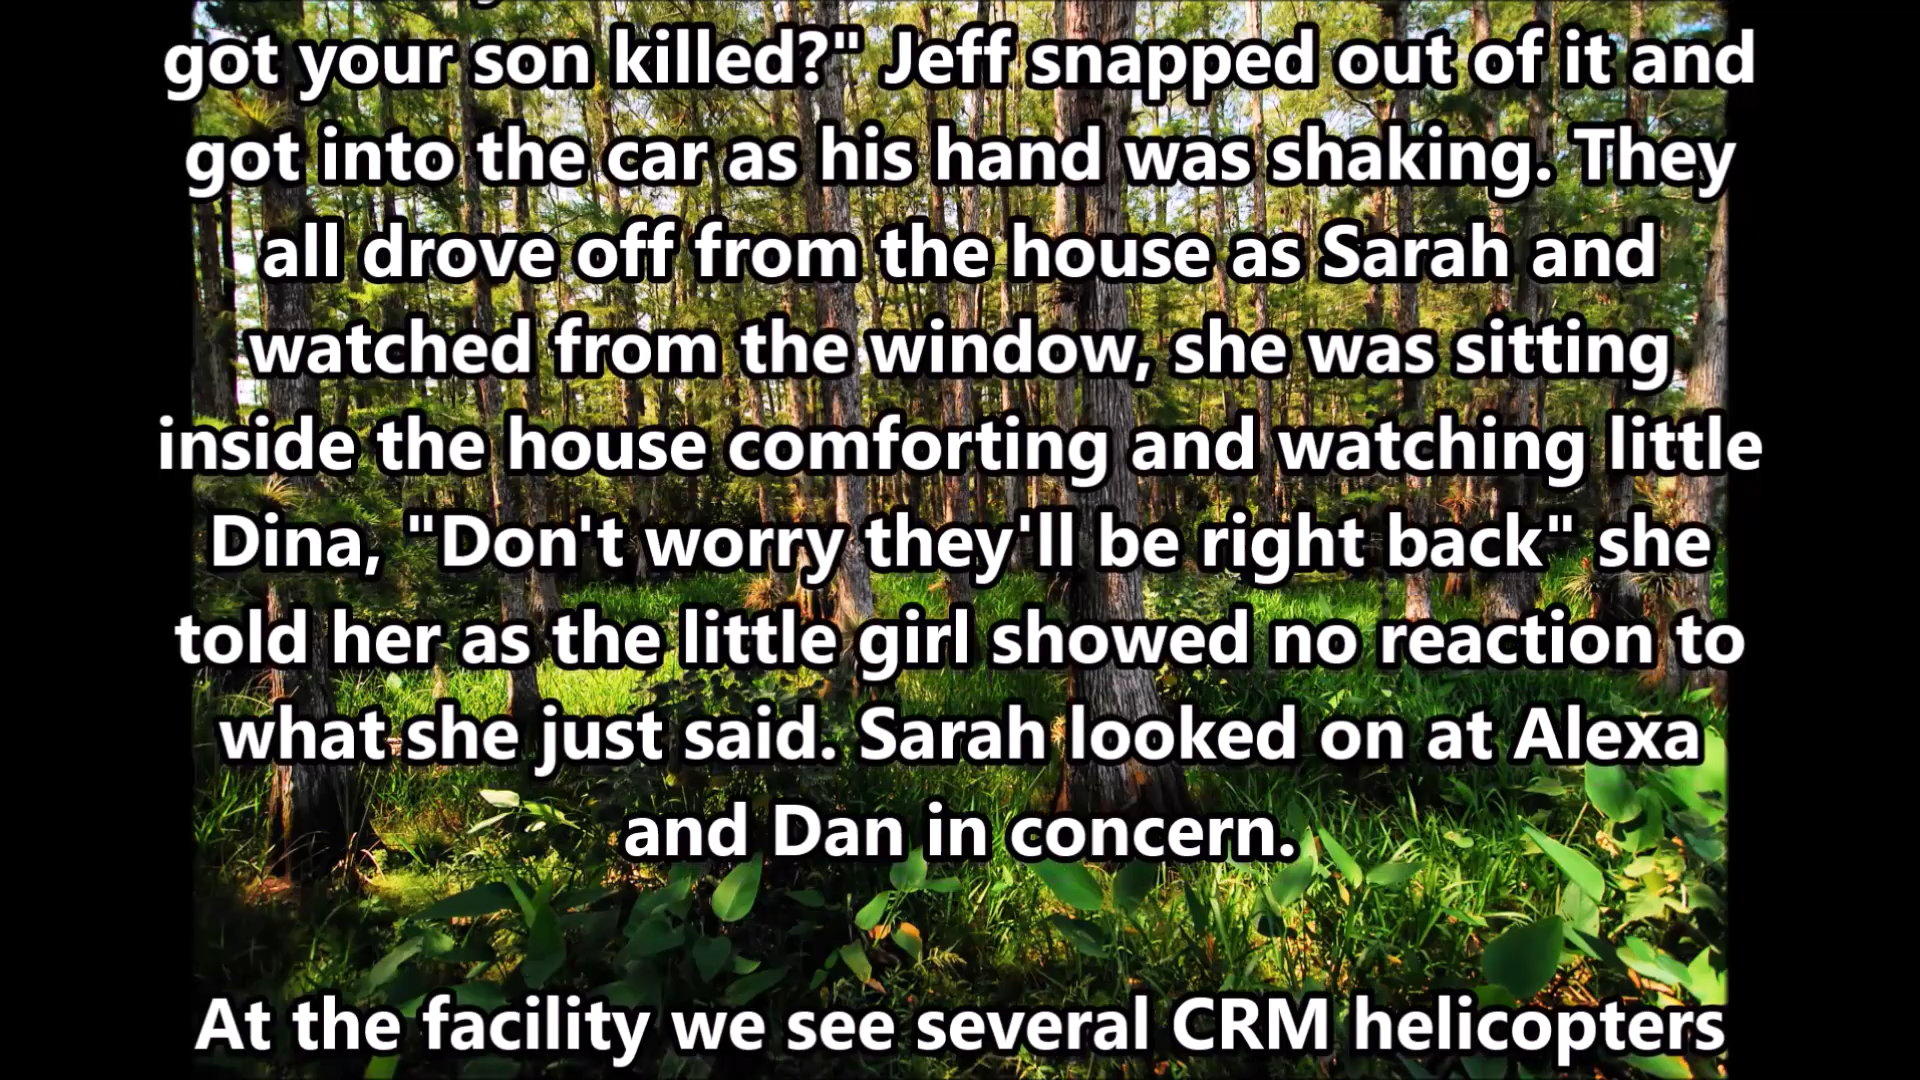 got your son killed?" Jeff snapped out of it and
got into the car as his hand was shaking. They
all drove off from the house as Sarah and
watched from the window, she was sitting
inside the house comforting and watching little
Dina, "Don't worry they'll be right back" she
told her as the little girl showed no reaction to
what she just said. Sarah looked on at Alexa
and Dan in concern.
At the facility we see several CRM helicopters